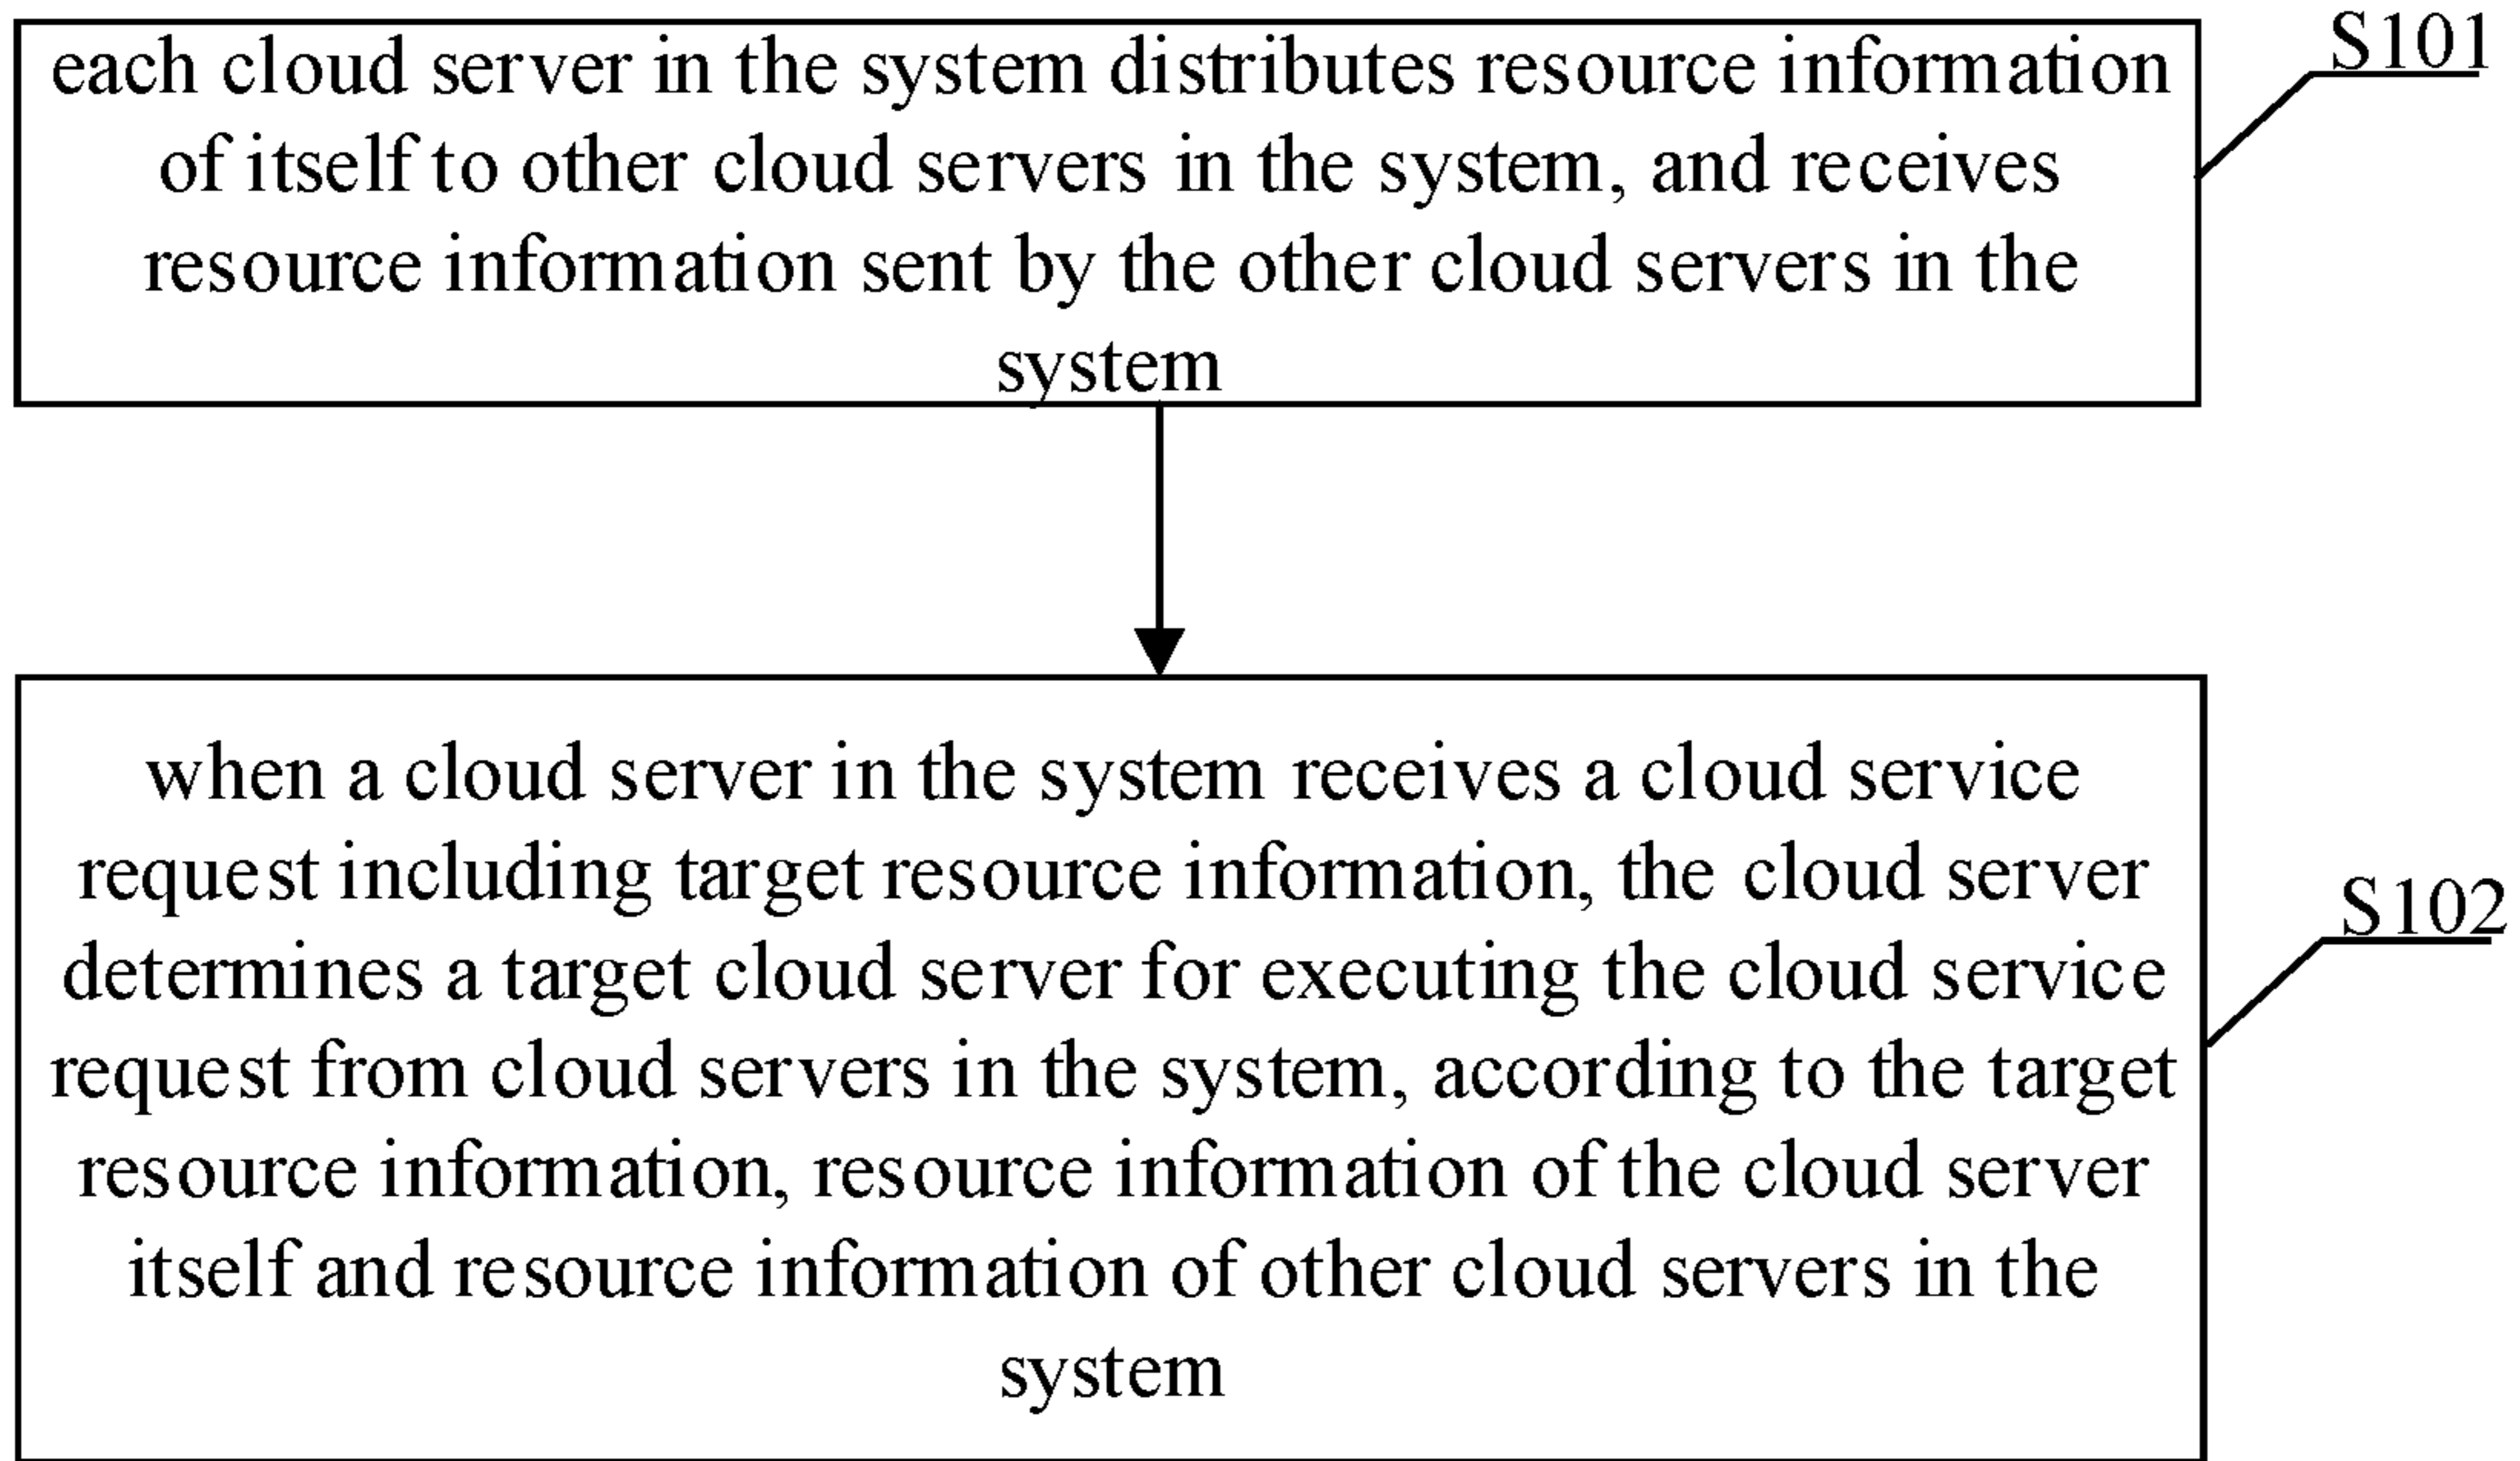 each cloud server in the system distributes resource information
of itself to other cloud servers in the system, and receives
resource information sent by the other cloud servers in the
system
S101
when a cloud server in the system receives a cloud service
request including target resource information, the cloud server
determines a target cloud server for executing the cloud service
request from cloud servers in the system, according to the target
resource information, resource information of the cloud server
itself and resource information of other cloud servers in the
system
S102